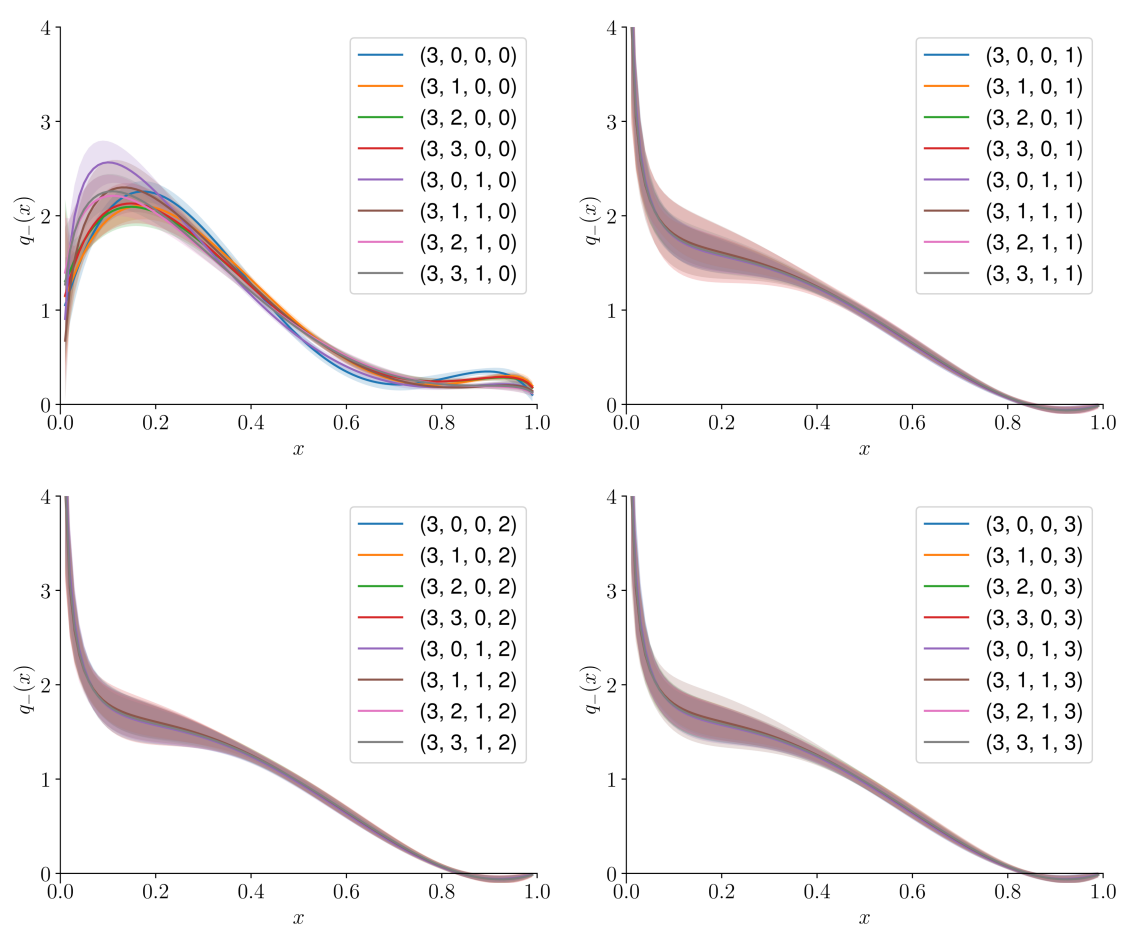 4
3
2
1
0
q₋(x)
0.0 0.2 0.4 0.6 0.8 1.0
x
(3, 0, 0, 0)
(3, 1, 0, 0)
(3, 2, 0, 0)
(3, 3, 0, 0)
(3, 0, 1, 0)
(3, 1, 1, 0)
(3, 2, 1, 0)
(3, 3, 1, 0)
4
3
2
1
0
q₋(x)
0.0 0.2 0.4 0.6 0.8 1.0
x
(3, 0, 0, 1)
(3, 1, 0, 1)
(3, 2, 0, 1)
(3, 3, 0, 1)
(3, 0, 1, 1)
(3, 1, 1, 1)
(3, 2, 1, 1)
(3, 3, 1, 1)
4
3
2
1
0
q₋(x)
0.0 0.2 0.4 0.6 0.8 1.0
x
(3, 0, 0, 2)
(3, 1, 0, 2)
(3, 2, 0, 2)
(3, 3, 0, 2)
(3, 0, 1, 2)
(3, 1, 1, 2)
(3, 2, 1, 2)
(3, 3, 1, 2)
4
3
2
1
0
q₋(x)
0.0 0.2 0.4 0.6 0.8 1.0
x
(3, 0, 0, 3)
(3, 1, 0, 3)
(3, 2, 0, 3)
(3, 3, 0, 3)
(3, 0, 1, 3)
(3, 1, 1, 3)
(3, 2, 1, 3)
(3, 3, 1, 3)